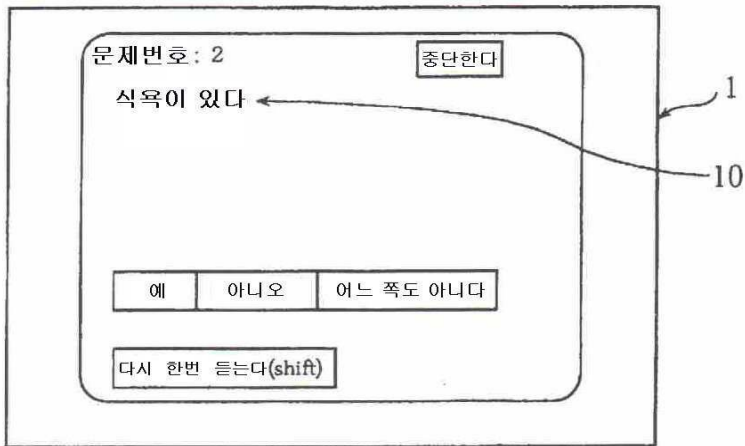 문제번호: 2 중단한다
식욕이 있다
1
10
예 아니오 어느 쪽도 아니다
다시 한번 듣는다(shift)